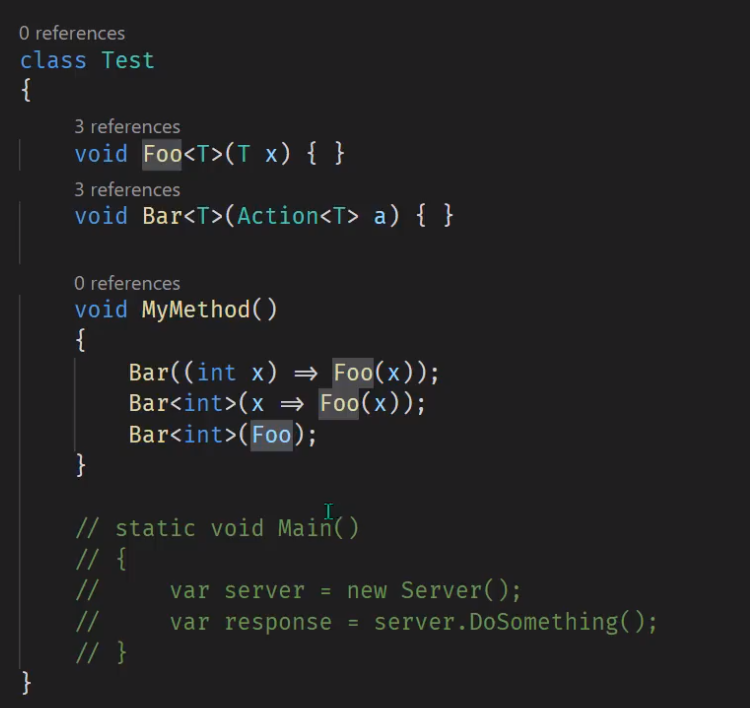 0 references
class Test
{
3 references
void Foo<T>(T x) { }
3 references
void Bar<T>(Action<T> a) { }
0 references
void MyMethod()
{
Bar((int x) => Foo(x));
Bar<int>(x => Foo(x));
Bar<int>(Foo);
}
// static void Main()
// {
//     var server = new Server();
//     var response = server.DoSomething();
// }
}